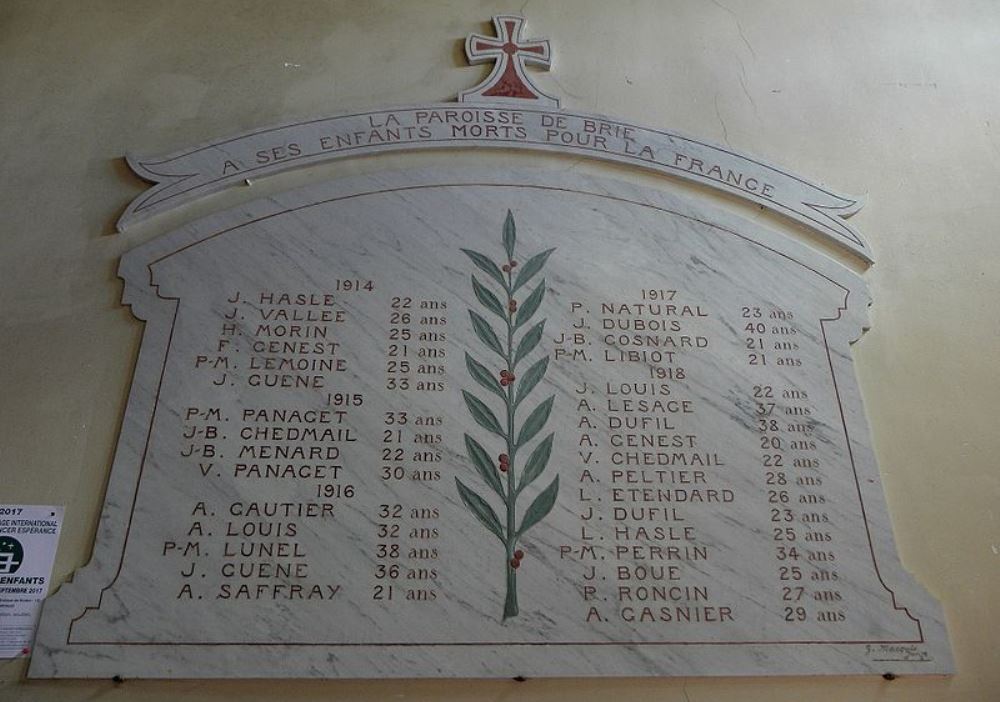 LA PAROISSE DE BRIE
A SES ENFANTS MORTS POUR LA FRANCE
1914
J. HASLE 22 ans
J. VALLEE 26 ans
H. MORIN 25 ans
F. GENEST 21 ans
P-M. LEMOINE 25 ans
J. GUENE 33 ans
1915
P-M. PANAGET 33 ans
J-B. CHEDMAIL 21 ans
J-B. MENARD 22 ans
V. PANAGET 30 ans
1916
A. GAUTIER 32 ans
A. LOUIS 32 ans
P-M. LUNEL 38 ans
J. GUENE 36 ans
A. SAFFRAY 21 ans
1917
P. NATURAL 23 ans
J. DUBOIS 40 ans
J-B. COSNARD 21 ans
P-M. LIBIOT 21 ans
1918
J. LOUIS 22 ans
A. LESAGE 37 ans
A. DUFIL 38 ans
A. GENEST 20 ans
V. CHEDMAIL 22 ans
A. PELTIER 28 ans
L. ETENDARD 26 ans
J. DUFIL 23 ans
L. HASLE 25 ans
P-M. PERRIN 34 ans
J. BOUE 25 ans
R. RONCIN 27 ans
A. GASNIER 29 ans
2017
INTERNATIONAL
ESPÉRANCE
ENFANTS
2017